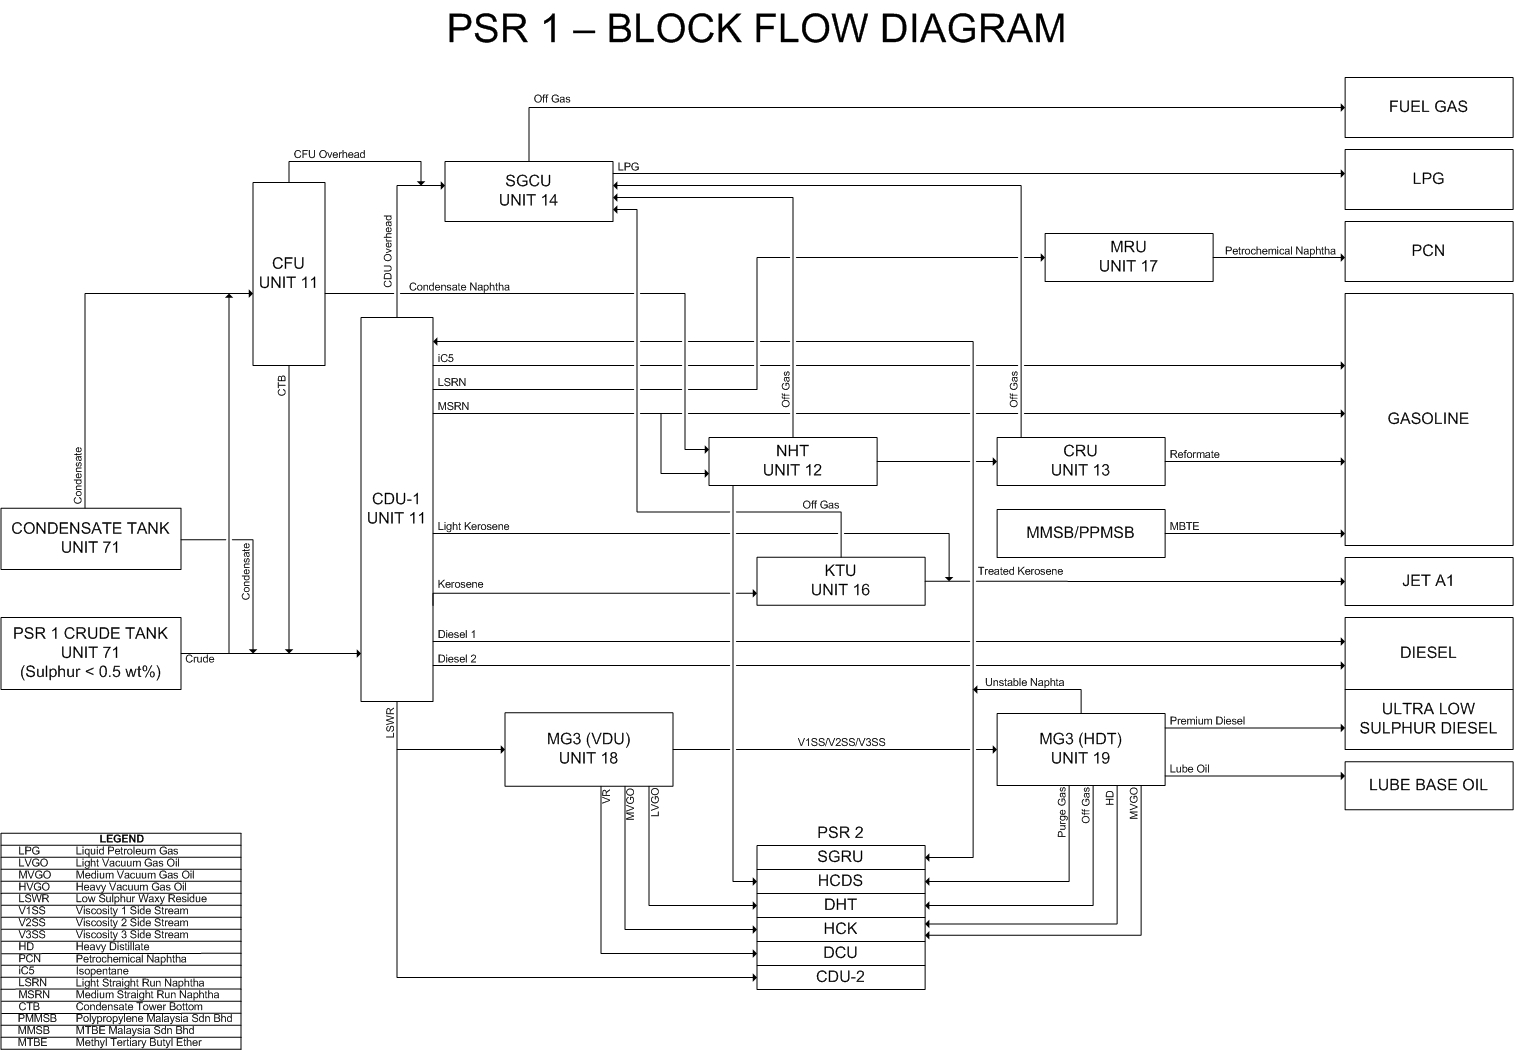 PSR 1 – BLOCK FLOW DIAGRAM
Off Gas
FUEL GAS
CFU Overhead
SGCU
UNIT 14
LPG
LPG
CDU Overhead
CFU
UNIT 11
MRU
UNIT 17
Petrochemical Naphtha
PCN
Condensate Naphtha
iC5
LSRN
MSRN
CTB
Off Gas
Off Gas
GASOLINE
Condensate
NHT
UNIT 12
CRU
UNIT 13
Reformate
CDU-1
UNIT 11
Off Gas
CONDENSATE TANK
UNIT 71
Light Kerosene
MMSB/PPMSB
MBTE
Condensate
Kerosene
KTU
UNIT 16
Treated Kerosene
JET A1
PSR 1 CRUDE TANK
UNIT 71
(Sulphur < 0.5 wt%)
Crude
Diesel 1
Diesel 2
DIESEL
Unstable Naphta
LSWR
MG3 (VDU)
UNIT 18
V1SS/V2SS/V3SS
MG3 (HDT)
UNIT 19
Premium Diesel
ULTRA LOW
SULPHUR DIESEL
Lube Oil
LUBE BASE OIL
VR
MVGO
LVGO
Purge Gas
Off Gas
HD
MVGO
PSR 2
SGRU
HCDS
DHT
HCK
DCU
CDU-2
LEGEND
LPG Liquid Petroleum Gas
LVGO Light Vacuum Gas Oil
MVGO Medium Vacuum Gas Oil
HVGO Heavy Vacuum Gas Oil
LSWR Low Sulphur Waxy Residue
V1SS Viscosity 1 Side Stream
V2SS Viscosity 2 Side Stream
V3SS Viscosity 3 Side Stream
HD Heavy Distillate
PCN Petrochemical Naphtha
iC5 Isopentane
LSRN Light Straight Run Naphtha
MSRN Medium Straight Run Naphtha
CTB Condensate Tower Bottom
PMMSB Polypropylene Malaysia Sdn Bhd
MMSB MTBE Malaysia Sdn Bhd
MTBE Methyl Tertiary Butyl Ether